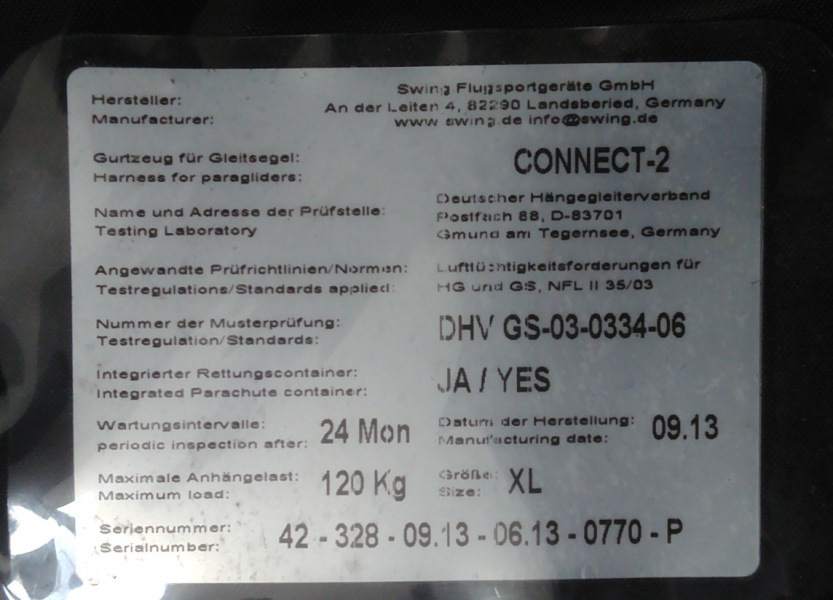 Hersteller: Swing Flugsportgeräte GmbH
Manufacturer: An der Leiten 4, 82290 Landsberied, Germany
www.swing.de info@swing.de
Gurtzeug für Gleitsegel: CONNECT-2
Harness for paragliders:
Deutscher Hängegleiterverband
Name und Adresse der Prüfstelle: Postfach 88, D-83701
Testing Laboratory Gmund am Tegernsee, Germany
Angewandte Prüfrichtlinien/Normen: Lufttüchtigkeitsforderungen für
Testregulations/Standards applied: HG und GS, NFL II 35/03
Nummer der Musterprüfung: DHV GS-03-0334-06
Testregulation/Standards:
Integrierter Rettungscontainer: JA / YES
Integrated Parachute container:
Wartungsintervalle: 24 Mon Datum der Herstellung: 09.13
periodic inspection after: Manufacturing date:
Maximale Anhängelast: 120 Kg Größe: XL
Maximum load: Size:
Seriennummer: 42 - 328 - 09.13 - 06.13 - 0770 - P
Serialnumber: